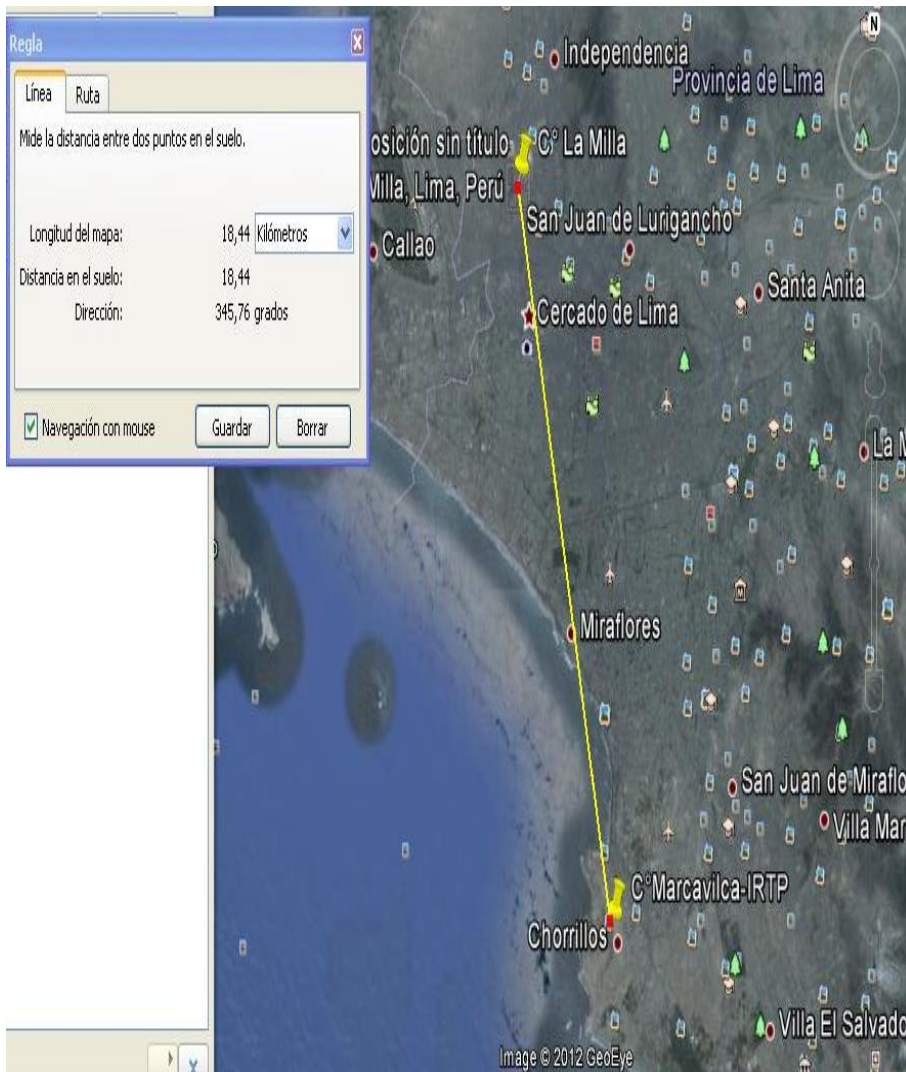 Regla
Línea
Ruta
Mide la distancia entre dos puntos en el suelo.
Longitud del mapa: 18,44 Kilómetros
Distancia en el suelo: 18,44
Dirección: 345,76 grados
Navegación con mouse
Guardar
Borrar
N
Independencia
Provincia de Lima
osición sin título
C° La Milla
Milla, Lima, Perú
San Juan de Lurigancho
Callao
Santa Anita
Cercado de Lima
La M
Miraflores
San Juan de Miraflo
Villa Mar
C°Marcavilca-IRTP
Chorrillos
Villa El Salvado
Image © 2012 GeoEye